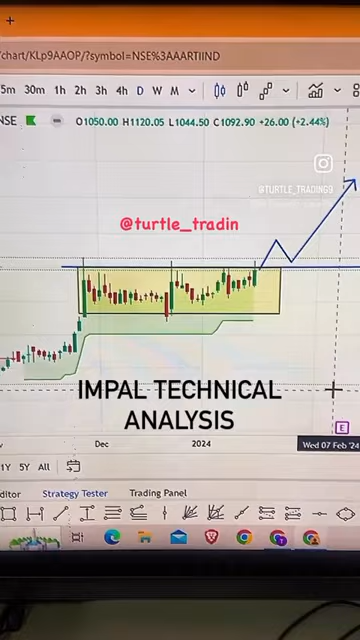 /chart/KLp9AAOP/?symbol=NSE%3AAARTIIND
5m 30m 1h 2h 3h 4h D W M
NSE O1050.00 H1120.05 L1044.50 C1092.90 +26.00 (+2.44%)
@TURTLE_TRADING9
@turtle_tradin
IMPAL TECHNICAL
ANALYSIS
E
Dec 2024 Wed 07 Feb '24
1Y 5Y All
ditor Strategy Tester Trading Panel